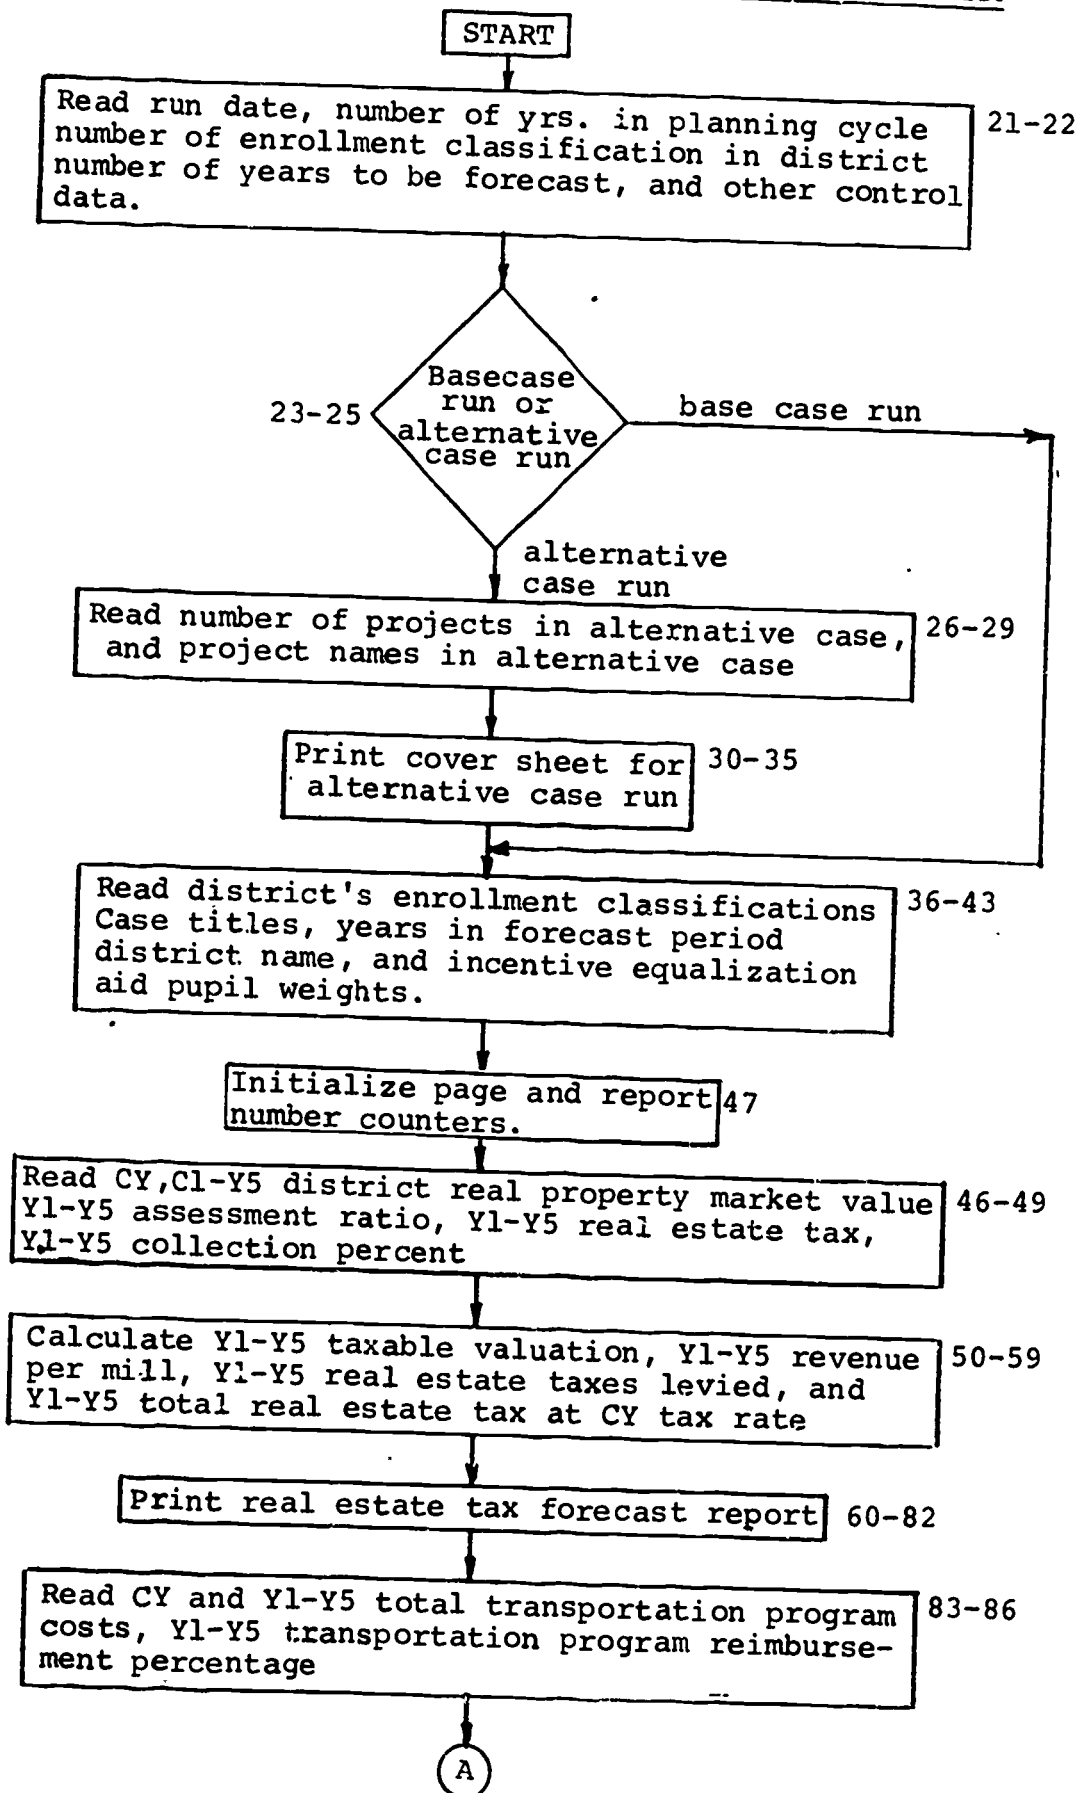 START
Read run date, number of yrs. in planning cycle
number of enrollment classification in district
number of years to be forecast, and other control
data.
21-22
Basecase
run or
alternative
case run
23-25
base case run
alternative
case run
Read number of projects in alternative case,
and project names in alternative case
26-29
Print cover sheet for
alternative case run
30-35
Read district's enrollment classifications
Case titles, years in forecast period
district name, and incentive equalization
aid pupil weights.
36-43
Initialize page and report
number counters.
47
Read CY,C1-Y5 district real property market value
Y1-Y5 assessment ratio, Y1-Y5 real estate tax,
Y1-Y5 collection percent
46-49
Calculate Y1-Y5 taxable valuation, Y1-Y5 revenue
per mill, Y1-Y5 real estate taxes levied, and
Y1-Y5 total real estate tax at CY tax rate
50-59
Print real estate tax forecast report
60-82
Read CY and Y1-Y5 total transportation program
costs, Y1-Y5 transportation program reimburse-
ment percentage
83-86
A